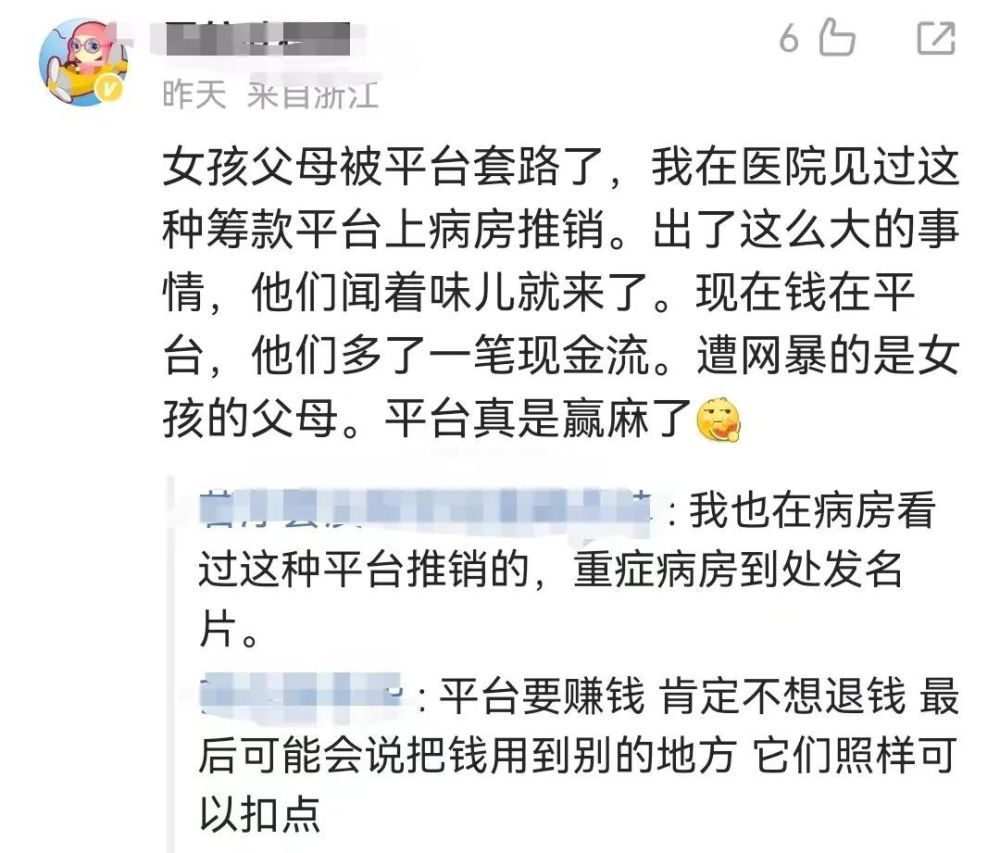 6
昨天 来自浙江
女孩父母被平台套路了，我在医院见过这
种筹款平台上病房推销。出了这么大的事
情，他们闻着味儿就来了。现在钱在平
台，他们多了一笔现金流。遭网暴的是女
孩的父母。平台真是赢麻了
：我也在病房看
过这种平台推销的，重症病房到处发名
片。
：平台要赚钱 肯定不想退钱 最
后可能会说把钱用到别的地方 它们照样可
以扣点